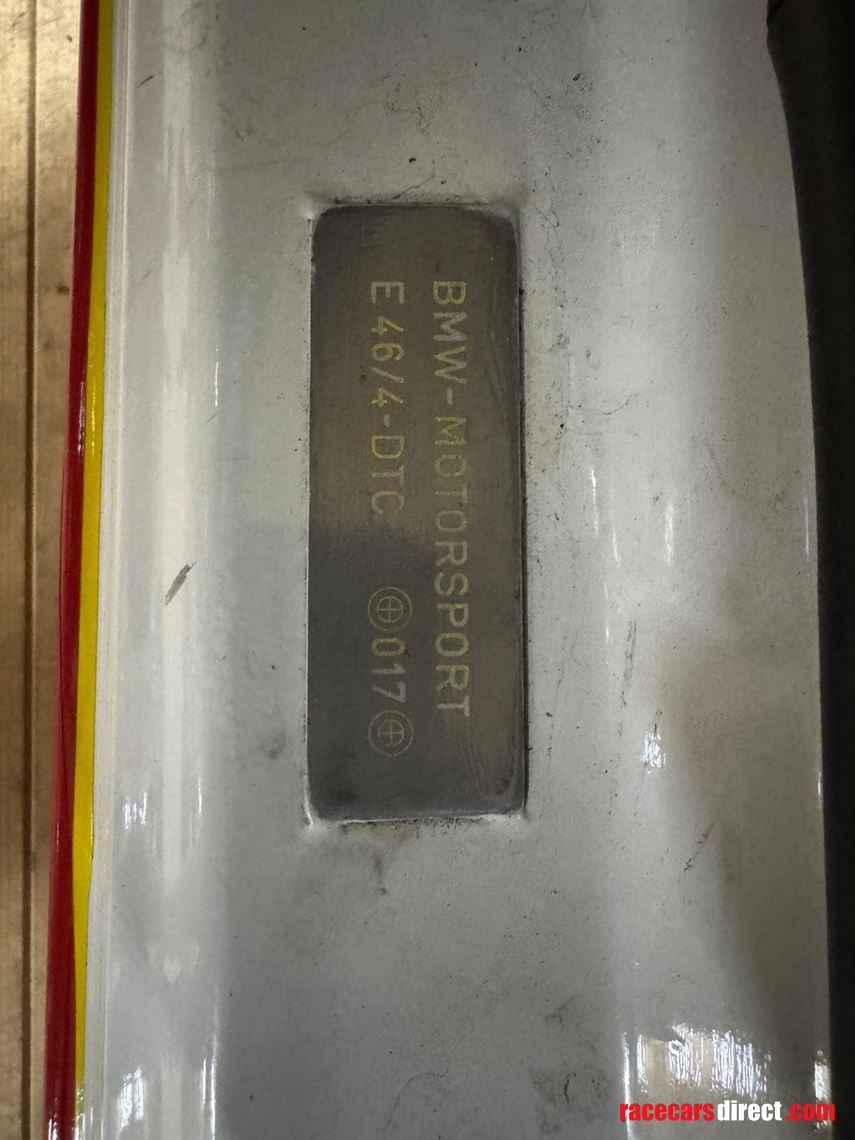 BMW-MOTORSPORT
E46/4-DTC 017
racecarsdirect.com